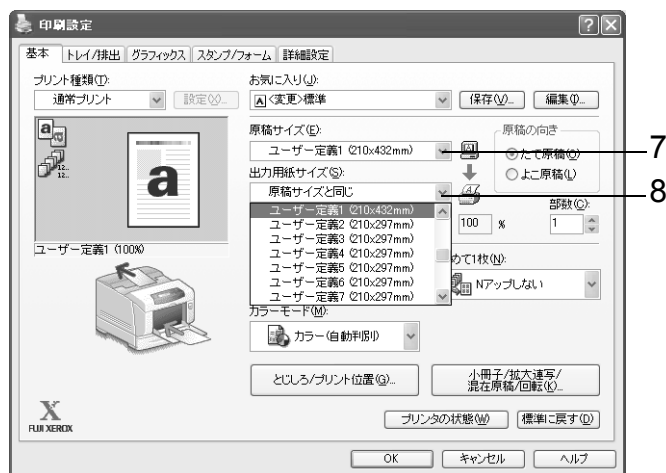 印刷設定
基本 トレイ/排出 グラフィックス スタンプ/フォーム 詳細設定
プリント種類(T):
通常プリント 設定(X)...
お気に入り(J):
<変更>標準 保存(V)... 編集(I)...
原稿サイズ(E):
ユーザー定義1 (210x432mm)
7
出力用紙サイズ(S):
原稿サイズと同じ
8
ユーザー定義1 (210x432mm)
ユーザー定義2 (210x297mm)
ユーザー定義3 (210x297mm)
ユーザー定義4 (210x297mm)
ユーザー定義5 (210x297mm)
ユーザー定義6 (210x297mm)
ユーザー定義7 (210x297mm)
原稿の向き
たて原稿(O)
よこ原稿(L)
部数(C):
100 % 1
めて1枚(N):
Nアップしない
a
ユーザー定義1 (100%)
カラーモード(M):
カラー(自動判別)
とじしろ/プリント位置(G)...
小冊子/拡大連写/
混在原稿/回転(K)...
X
FUJI XEROX
プリンタの状態(W) 標準に戻す(D)
OK キャンセル ヘルプ